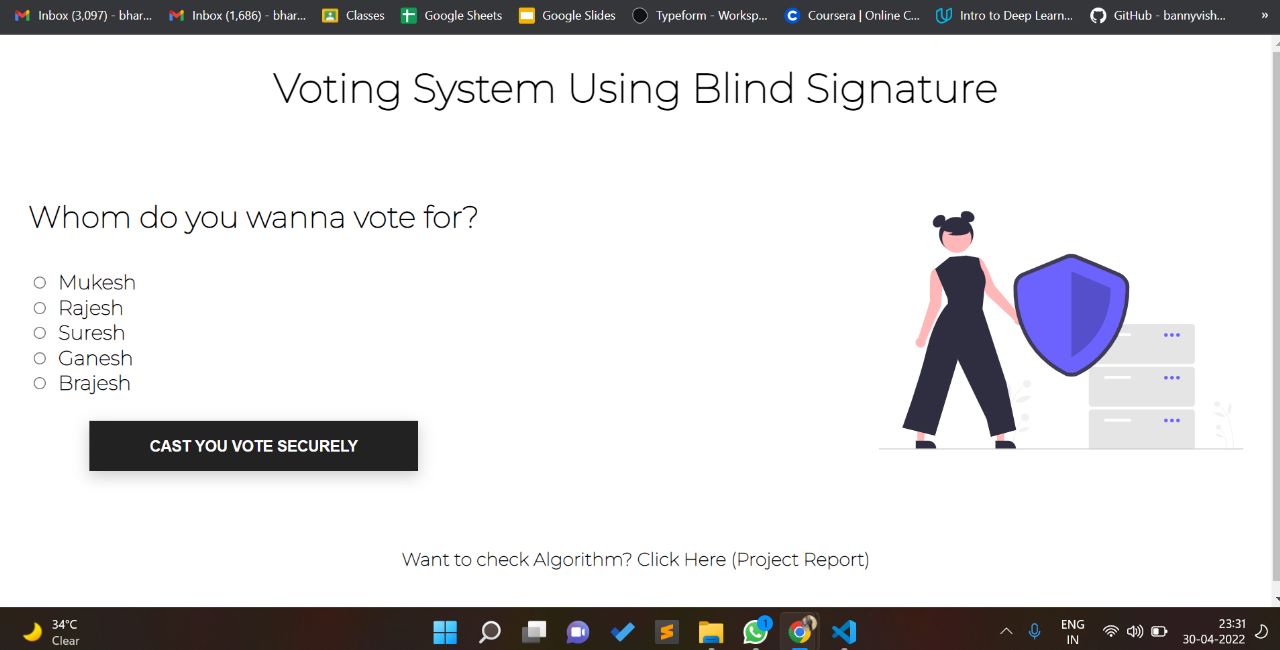 Inbox (3,097) - bhar... Inbox (1,686) - bhar... Classes Google Sheets Google Slides Typeform - Worksp... Coursera | Online C... Intro to Deep Learn... GitHub - bannyvish... »
Voting System Using Blind Signature
Whom do you wanna vote for?
Mukesh
Rajesh
Suresh
Ganesh
Brajesh
CAST YOU VOTE SECURELY
Want to check Algorithm? Click Here (Project Report)
34°C
Clear
1
ENG
IN
23:31
30-04-2022